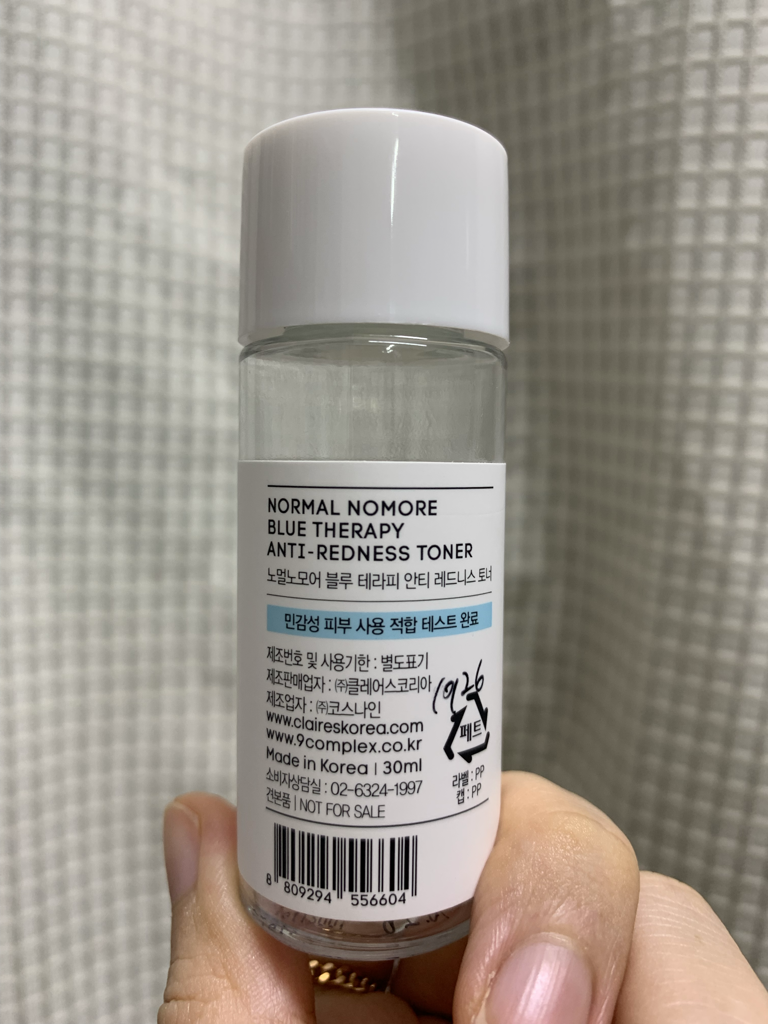 NORMAL NOMORE
BLUE THERAPY
ANTI-REDNESS TONER
노멀노모어 블루 테라피 안티 레드니스 토너
민감성 피부 사용 적합 테스트 완료
제조번호 및 사용기한 : 별도표기
제조판매업자 : ㈜클레어스코리아
제조업자 : ㈜코스나인
www.claireskorea.com
www.9complex.co.kr
Made in Korea | 30ml
소비자상담실 : 02-6324-1997
견본품 | NOT FOR SALE
1926
페트
라벨 : PP
캡 : PP
8 809294 556604